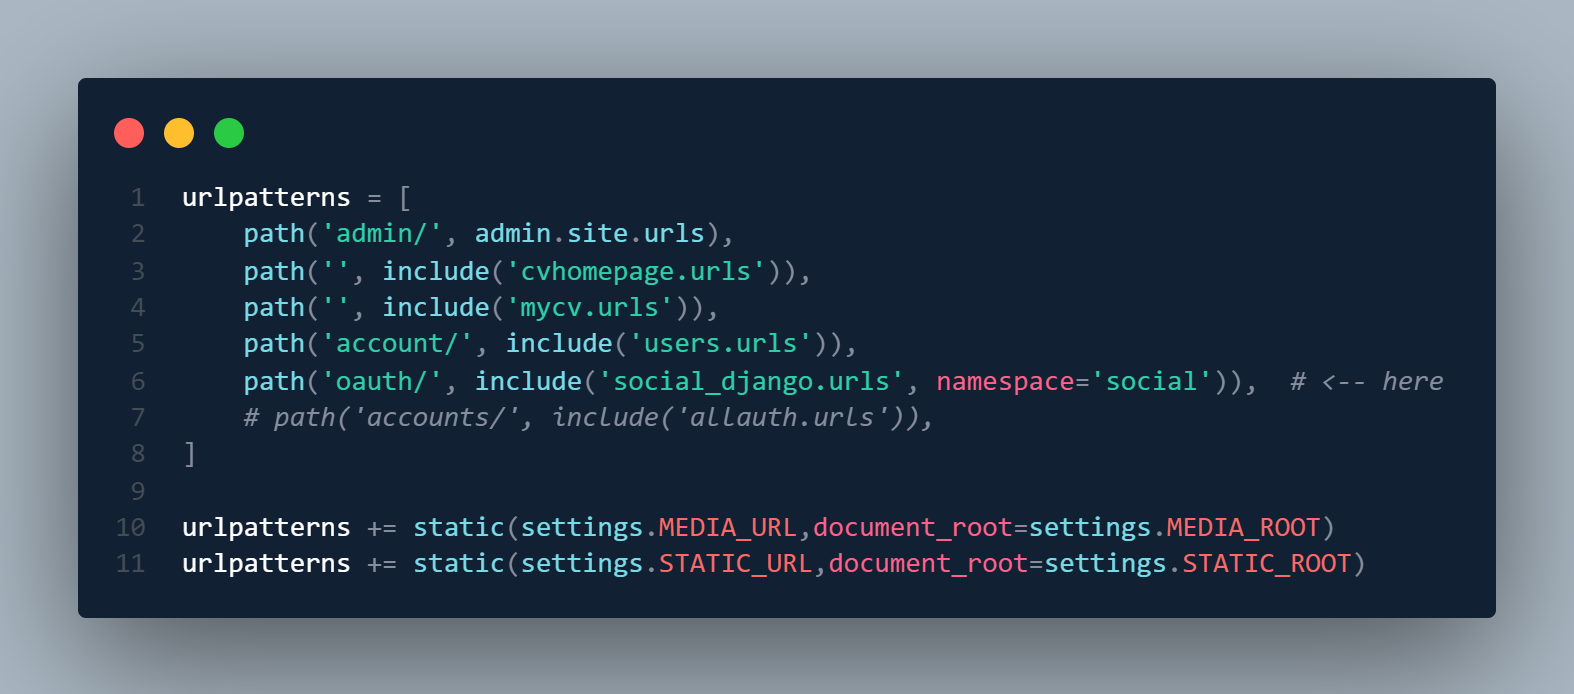 1 urlpatterns = [
2     path('admin/', admin.site.urls),
3     path('', include('cvhomepage.urls')),
4     path('', include('mycv.urls')),
5     path('account/', include('users.urls')),
6     path('oauth/', include('social_django.urls', namespace='social')),  # <-- here
7     # path('accounts/', include('allauth.urls')),
8 ]
9
10 urlpatterns += static(settings.MEDIA_URL,document_root=settings.MEDIA_ROOT)
11 urlpatterns += static(settings.STATIC_URL,document_root=settings.STATIC_ROOT)